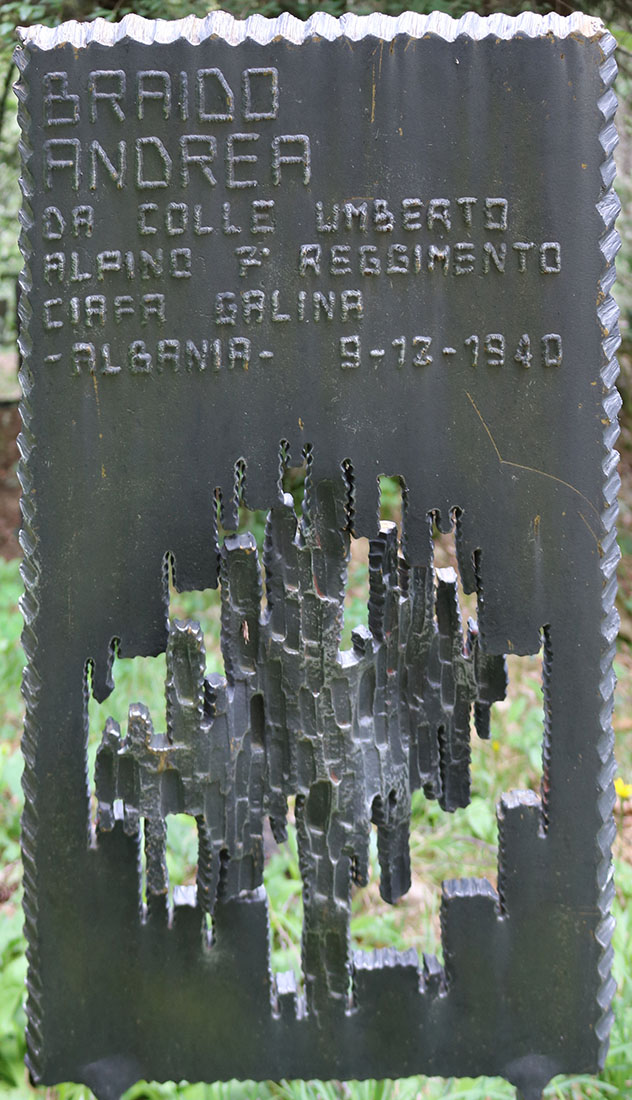 BRAIDO
ANDREA
DA COLLE UMBERTO
ALPINO 7° REGGIMENTO
CIAFA GALINA
-ALBANIA- 9-12-1940